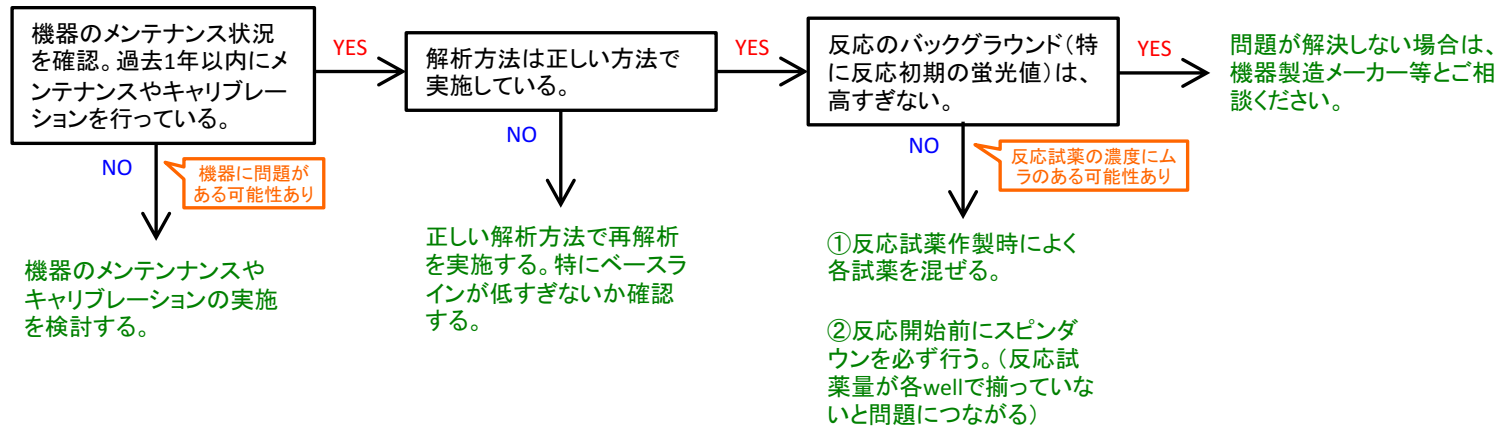 機器のメンテナンス状況
を確認。過去1年以内にメ
ンテナンスやキャリブレー
ションを行っている。
YES
NO
機器に問題が
ある可能性あり
機器のメンテンナンスや
キャリブレーションの実施
を検討する。
解析方法は正しい方法で
実施している。
YES
NO
正しい解析方法で再解析
を実施する。特にベースラ
インが低すぎないか確認
する。
反応のバックグラウンド(特
に反応初期の蛍光値)は、
高すぎない。
YES
NO
反応試薬の濃度にム
ラのある可能性あり
①反応試薬作製時によく
各試薬を混ぜる。
②反応開始前にスピンダ
ウンを必ず行う。(反応試
薬量が各wellで揃っていな
いと問題につながる)
問題が解決しない場合は、
機器製造メーカー等とご相
談ください。